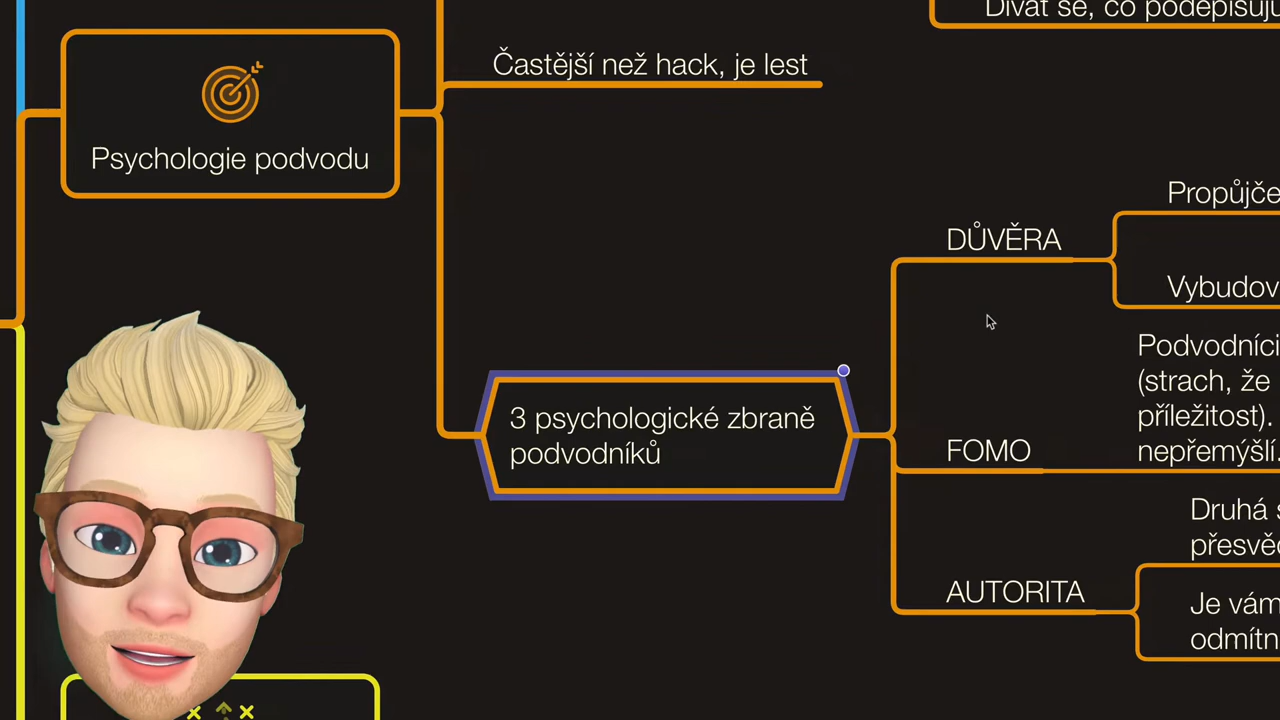 Dívat se, co podepisuju
Častější než hack, je lest
Psychologie podvodu
Propůjče
DŮVĚRA
Vybudov
Podvodníci
(strach, že
příležitost).
nepřemýšlí.
3 psychologické zbraně
podvodníků
FOMO
Druhá s
přesvěd
AUTORITA
Je vám
odmítn